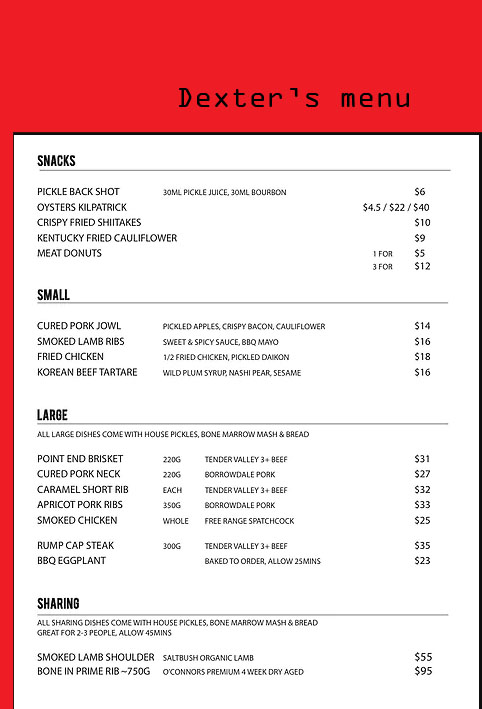 Dexter's menu
SNACKS
PICKLE BACK SHOT 30ML PICKLE JUICE, 30ML BOURBON $6
OYSTERS KILPATRICK $4.5 / $22 / $40
CRISPY FRIED SHIITAKES $10
KENTUCKY FRIED CAULIFLOWER $9
MEAT DONUTS 1 FOR $5
3 FOR $12
SMALL
CURED PORK JOWL PICKLED APPLES, CRISPY BACON, CAULIFLOWER $14
SMOKED LAMB RIBS SWEET & SPICY SAUCE, BBQ MAYO $16
FRIED CHICKEN 1/2 FRIED CHICKEN, PICKLED DAIKON $18
KOREAN BEEF TARTARE WILD PLUM SYRUP, NASHI PEAR, SESAME $16
LARGE
ALL LARGE DISHES COME WITH HOUSE PICKLES, BONE MARROW MASH & BREAD
POINT END BRISKET 220G TENDER VALLEY 3+ BEEF $31
CURED PORK NECK 220G BORROWDALE PORK $27
CARAMEL SHORT RIB EACH TENDER VALLEY 3+ BEEF $32
APRICOT PORK RIBS 350G BORROWDALE PORK $33
SMOKED CHICKEN WHOLE FREE RANGE SPATCHCOCK $25
RUMP CAP STEAK 300G TENDER VALLEY 3+ BEEF $35
BBQ EGGPLANT BAKED TO ORDER, ALLOW 25MINS $23
SHARING
ALL SHARING DISHES COME WITH HOUSE PICKLES, BONE MARROW MASH & BREAD
GREAT FOR 2-3 PEOPLE, ALLOW 45MINS
SMOKED LAMB SHOULDER SALTBUSH ORGANIC LAMB $55
BONE IN PRIME RIB ~750G O'CONNORS PREMIUM 4 WEEK DRY AGED $95